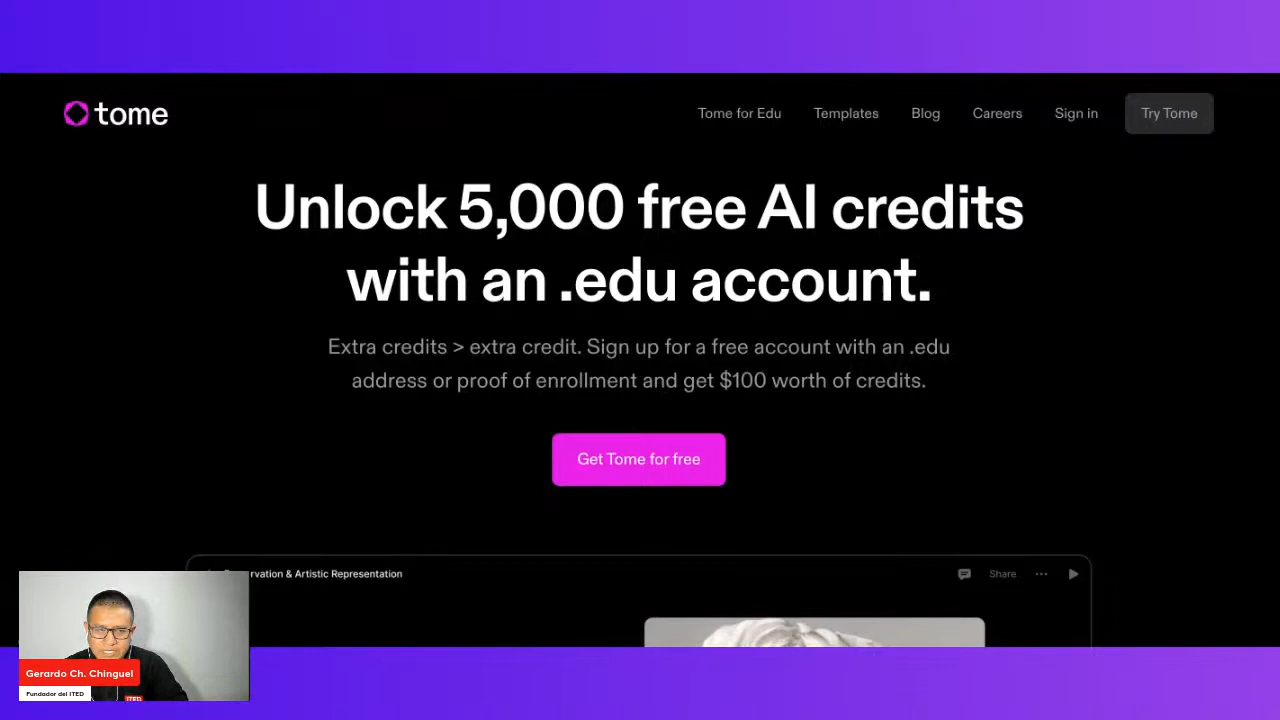 tome
Tome for Edu
Templates
Blog
Careers
Sign in
Try Tome
Unlock 5,000 free AI credits
with an .edu account.
Extra credits > extra credit. Sign up for a free account with an .edu
address or proof of enrollment and get $100 worth of credits.
Get Tome for free
rvation & Artistic Representation
Share
Gerardo Ch. Chinguel
Fundador del ITED
ITED